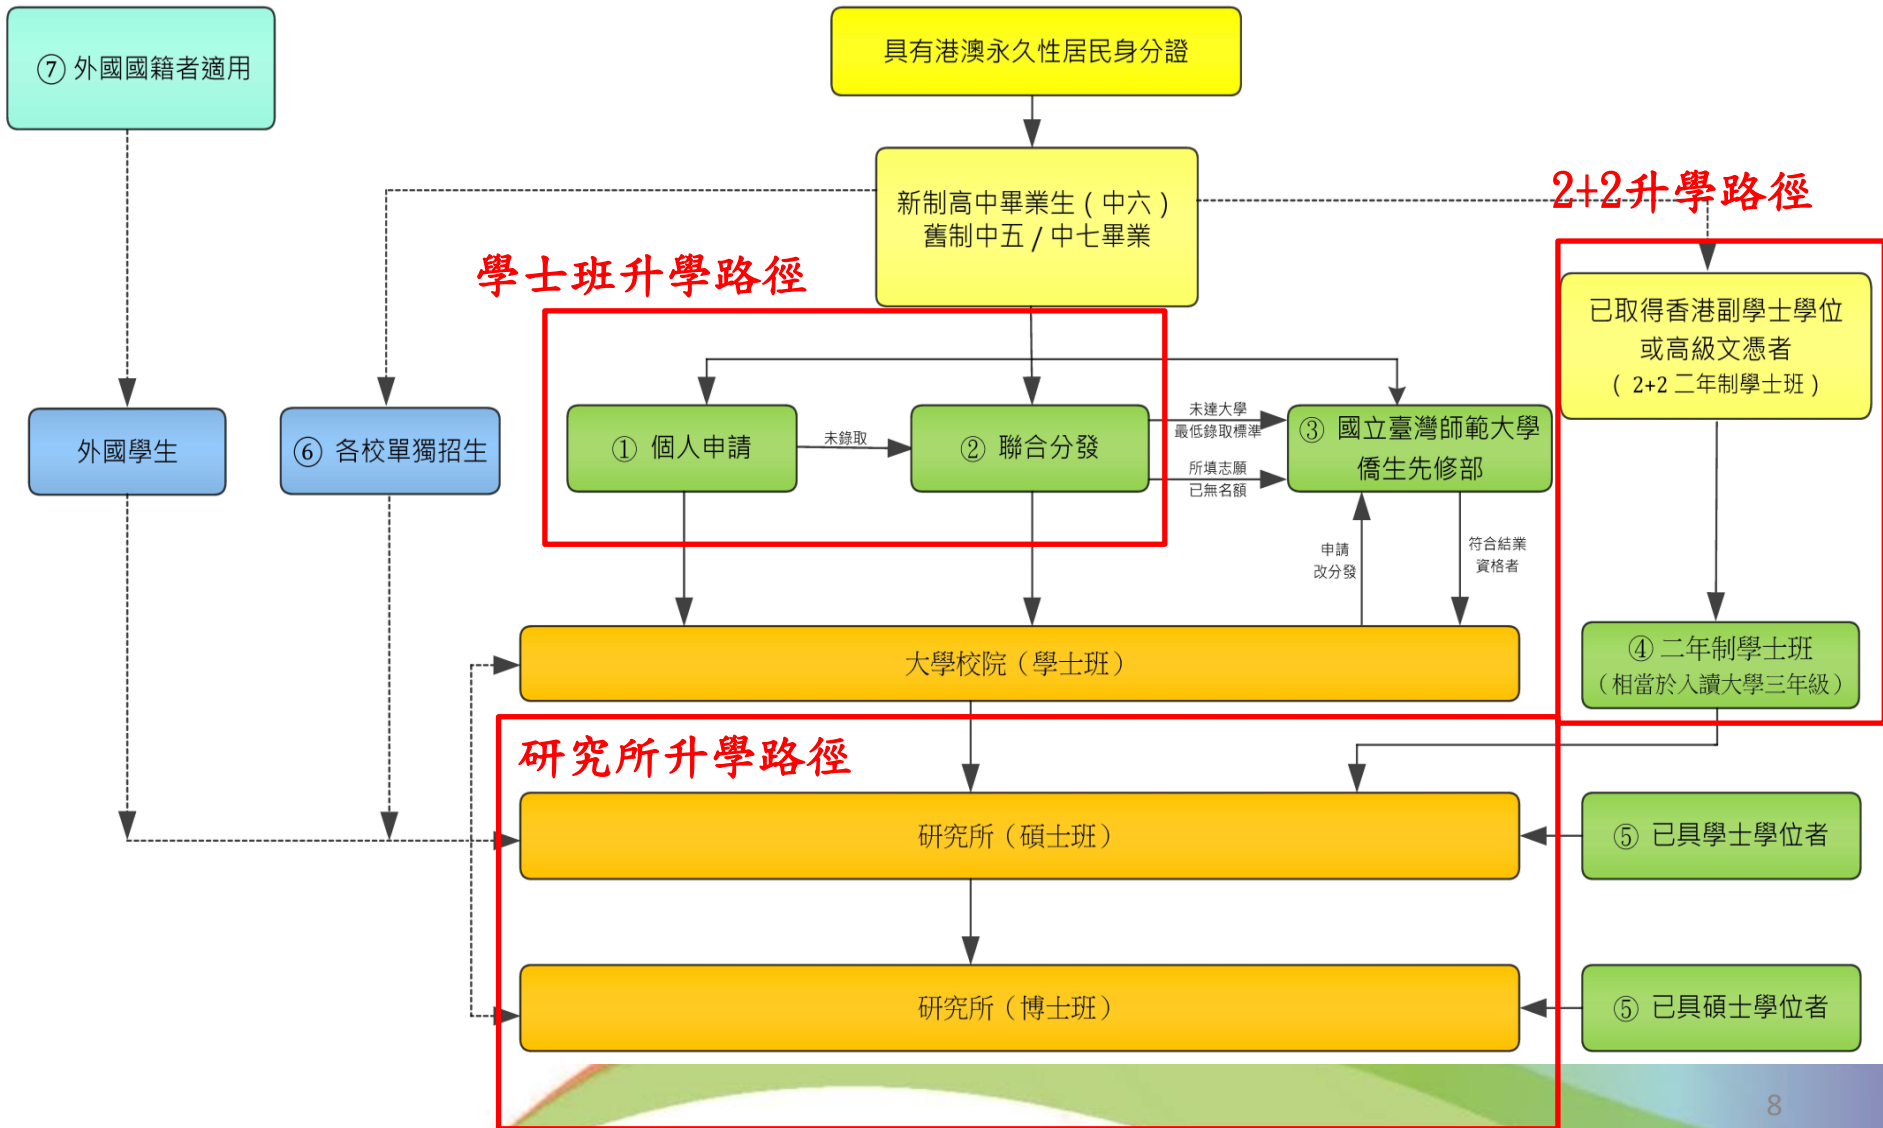 ⑦ 外國國籍者適用
具有港澳永久性居民身分證
新制高中畢業生 ( 中六 )
舊制中五 / 中七畢業
2+2升學路徑
學士班升學路徑
已取得香港副學士學位
或高級文憑者
( 2+2 二年制學士班 )
外國學生
⑥ 各校單獨招生
① 個人申請
未錄取
② 聯合分發
未達大學
最低錄取標準
所填志願
已無名額
③ 國立臺灣師範大學
僑生先修部
申請
改分發
符合結業
資格者
大學校院（學士班）
④ 二年制學士班
（相當於入讀大學三年級）
研究所升學路徑
研究所（碩士班）
⑤ 已具學士學位者
研究所（博士班）
⑤ 已具碩士學位者
8